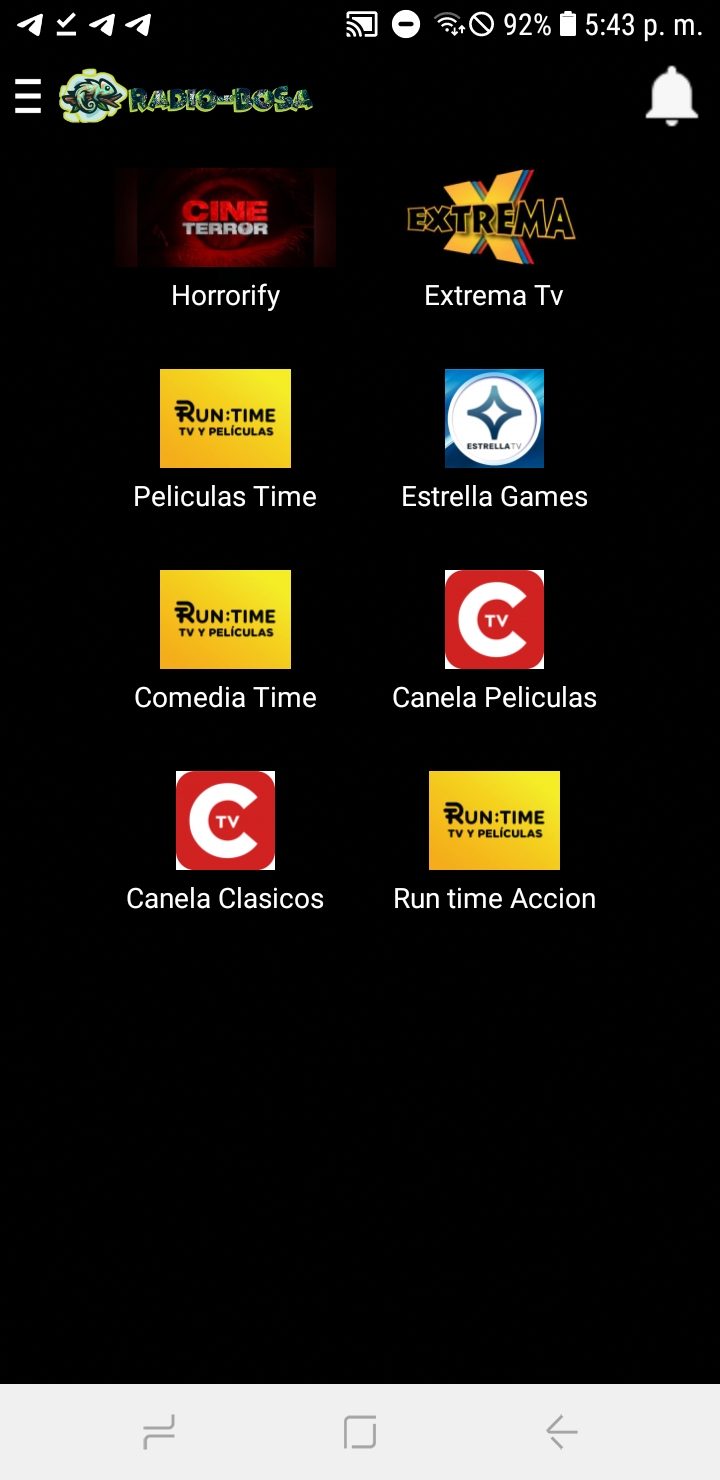 92% 5:43 p. m.
RADIO-BOSA
CINE
TERROR
EXTREMA
Horrorify
Extrema Tv
RUN:TIME
TV Y PELÍCULAS
ESTRELLATV
Peliculas Time
Estrella Games
RUN:TIME
TV Y PELÍCULAS
TV
Comedia Time
Canela Peliculas
TV
RUN:TIME
TV Y PELÍCULAS
Canela Clasicos
Run time Accion